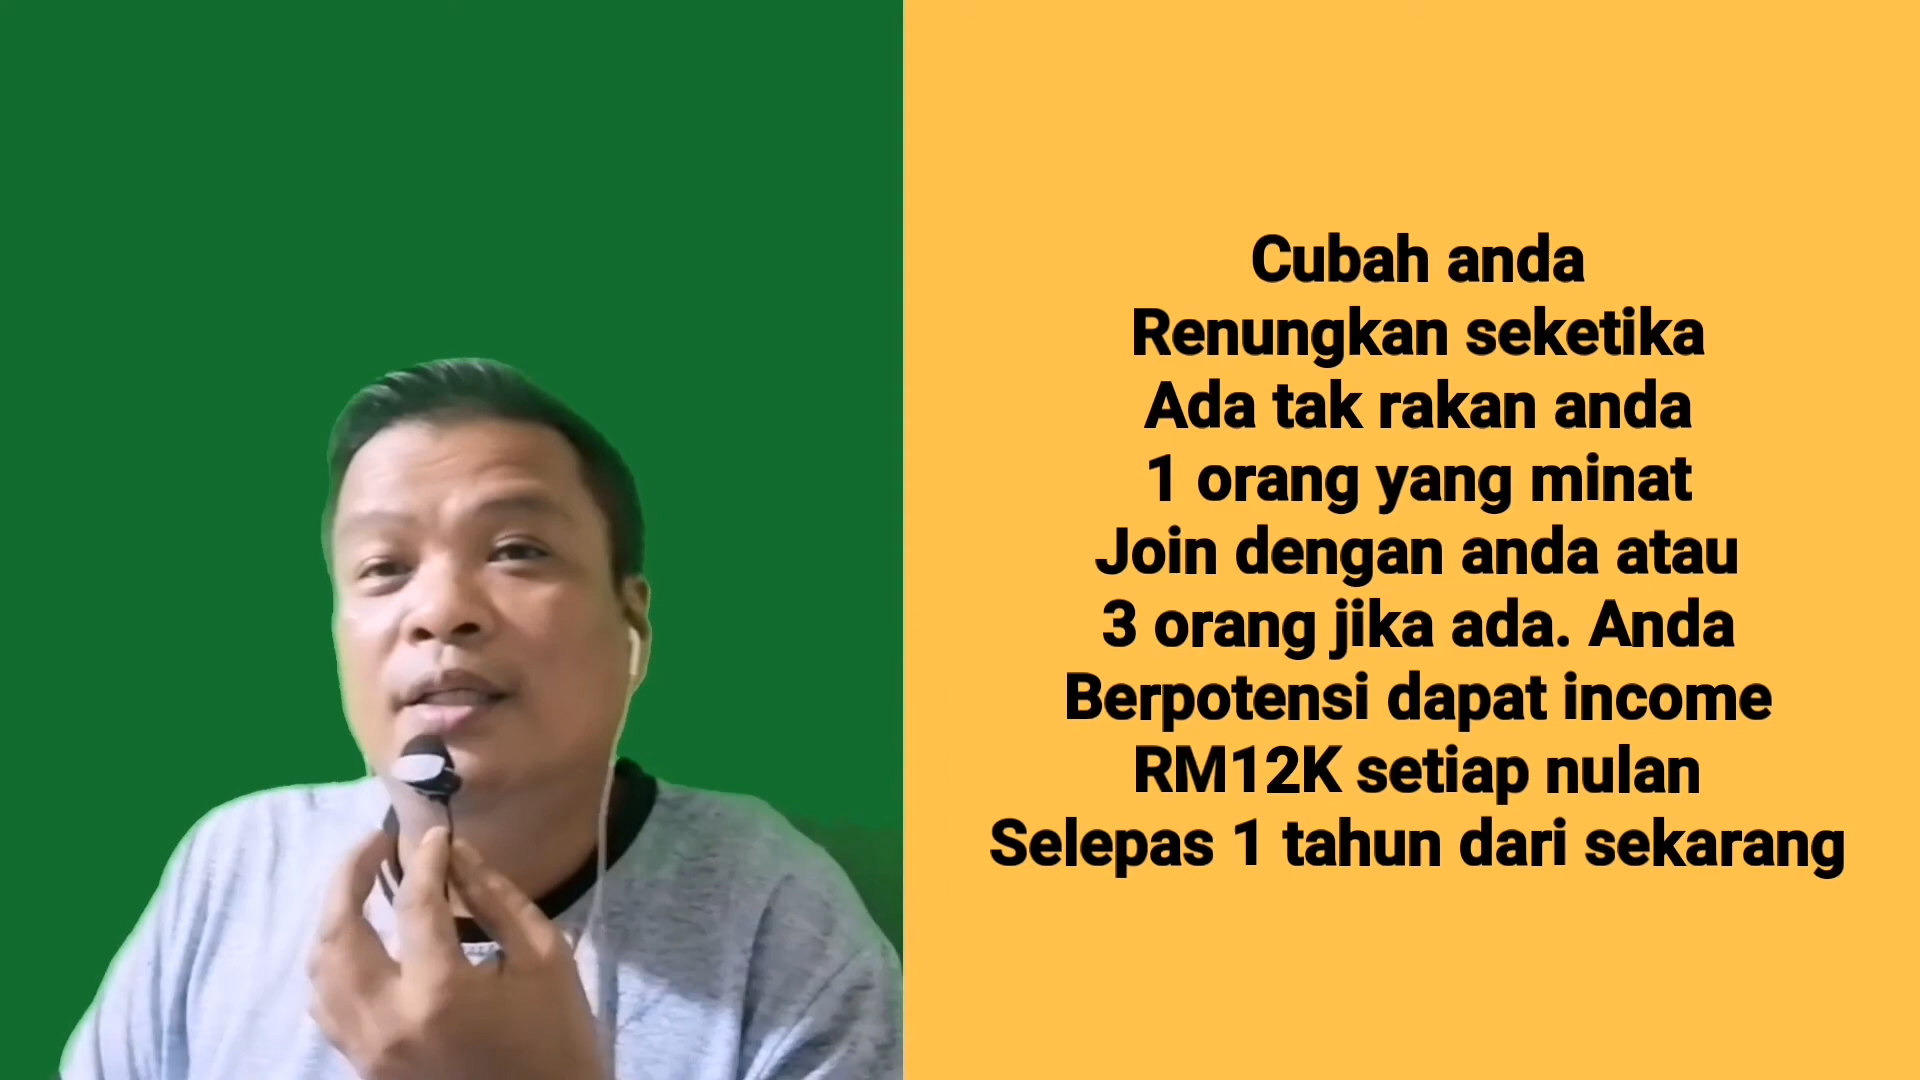 Cubah anda
Renungkan seketika
Ada tak rakan anda
1 orang yang minat
Join dengan anda atau
3 orang jika ada. Anda
Berpotensi dapat income
RM12K setiap nulan
Selepas 1 tahun dari sekarang